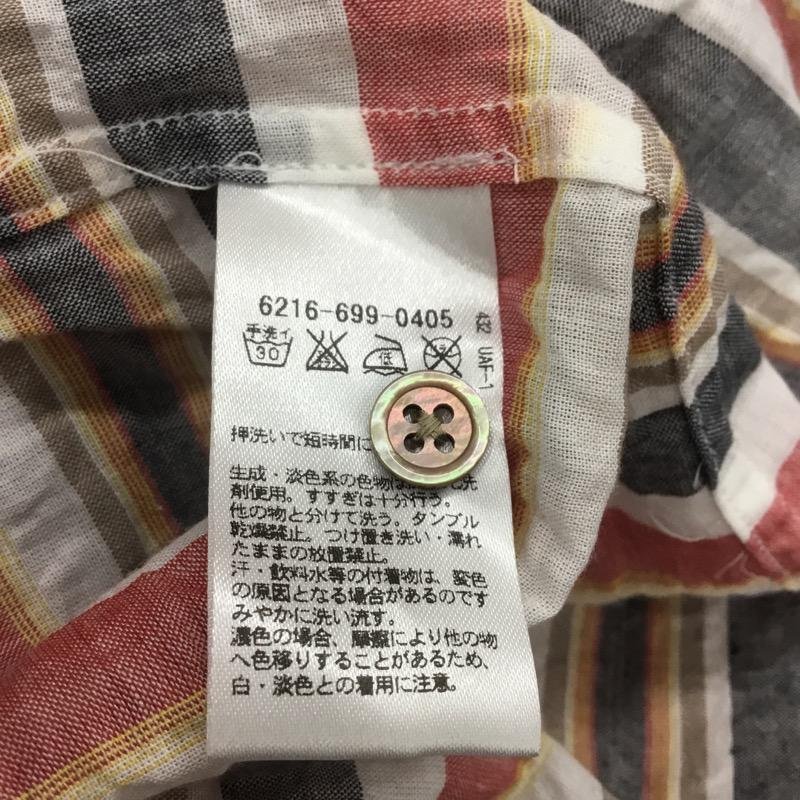 6216-699-0405
手洗イ
30
低
エンソ
押洗いで短時間に
生成・淡色系の色物は
洗
剤使用。すすぎは十分行う。
他の物と分けて洗う。タンブル
乾燥禁止。つけ置き洗い・濡れ
たままの放置禁止。
汗・飲料水等の付着物は、変色
の原因となる場合があるのです
みやかに洗い流す。
濃色の場合、摩擦により他の物
へ色移りすることがあるため、
白・淡色との着用に注意。